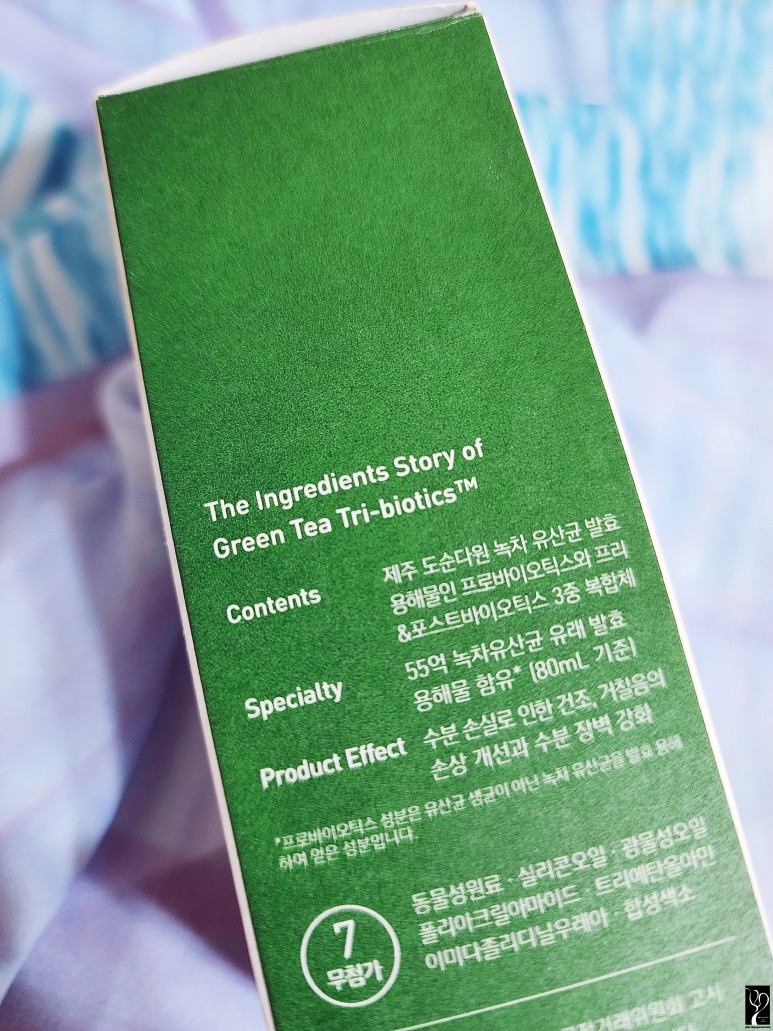 The Ingredients Story of
Green Tea Tri-biotics™
Contents
제주 도순다원 녹차 유산균 발효
용해물인 프로바이오틱스와 프리
&포스트바이오틱스 3중 복합체
Specialty
55억 녹차유산균 유래 발효
용해물 함유* (80mL 기준)
Product Effect
수분 손실로 인한 건조, 거칠음의
손상 개선과 수분 장벽 강화
*프로바이오틱스 성분은 유산균 생균이 아닌 녹차 유산균을 발효 용해
하여 얻은 성분입니다.
7
무첨가
동물성원료 · 실리콘오일 · 광물성오일
폴리아크릴아마이드 · 트리에탄올아민
이미다졸리디닐우레아 · 합성색소
고시